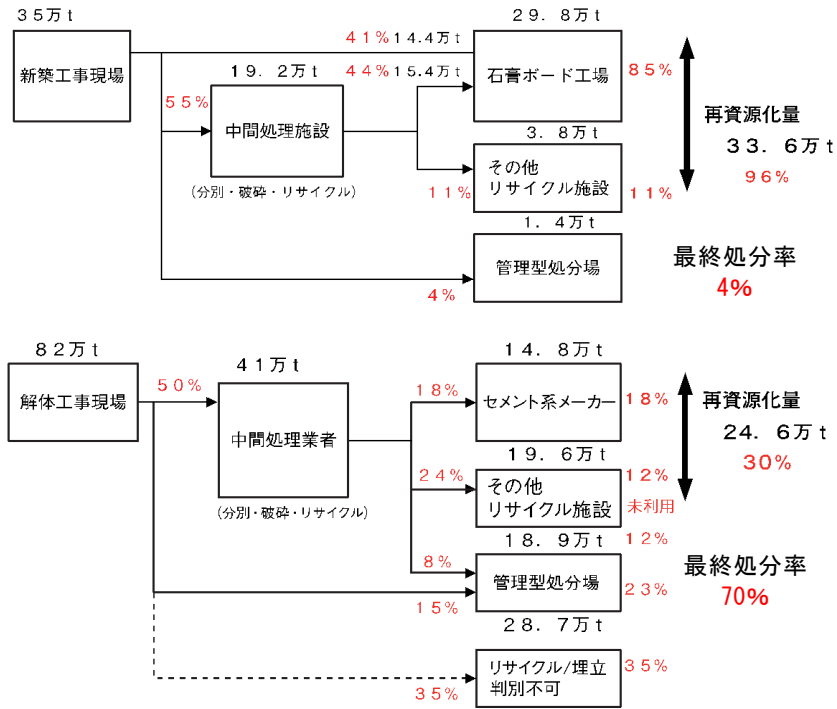 35万t
新築工事現場
55%
19.2万t
中間処理施設
(分別・破砕・リサイクル)
41% 14.4万t
44% 15.4万t
29.8万t
石膏ボード工場
85%
3.8万t
その他
リサイクル施設
11%
11%
1.4万t
管理型処分場
4%
再資源化量
33.6万t
96%
最終処分率
4%
82万t
解体工事現場
50%
41万t
中間処理業者
(分別・破砕・リサイクル)
14.8万t
18%
セメント系メーカー
18%
19.6万t
24%
その他
リサイクル施設
12%
未利用
12%
18.9万t
8%
管理型処分場
23%
15%
28.7万t
リサイクル/埋立
判別不可
35%
35%
再資源化量
24.6万t
30%
最終処分率
70%